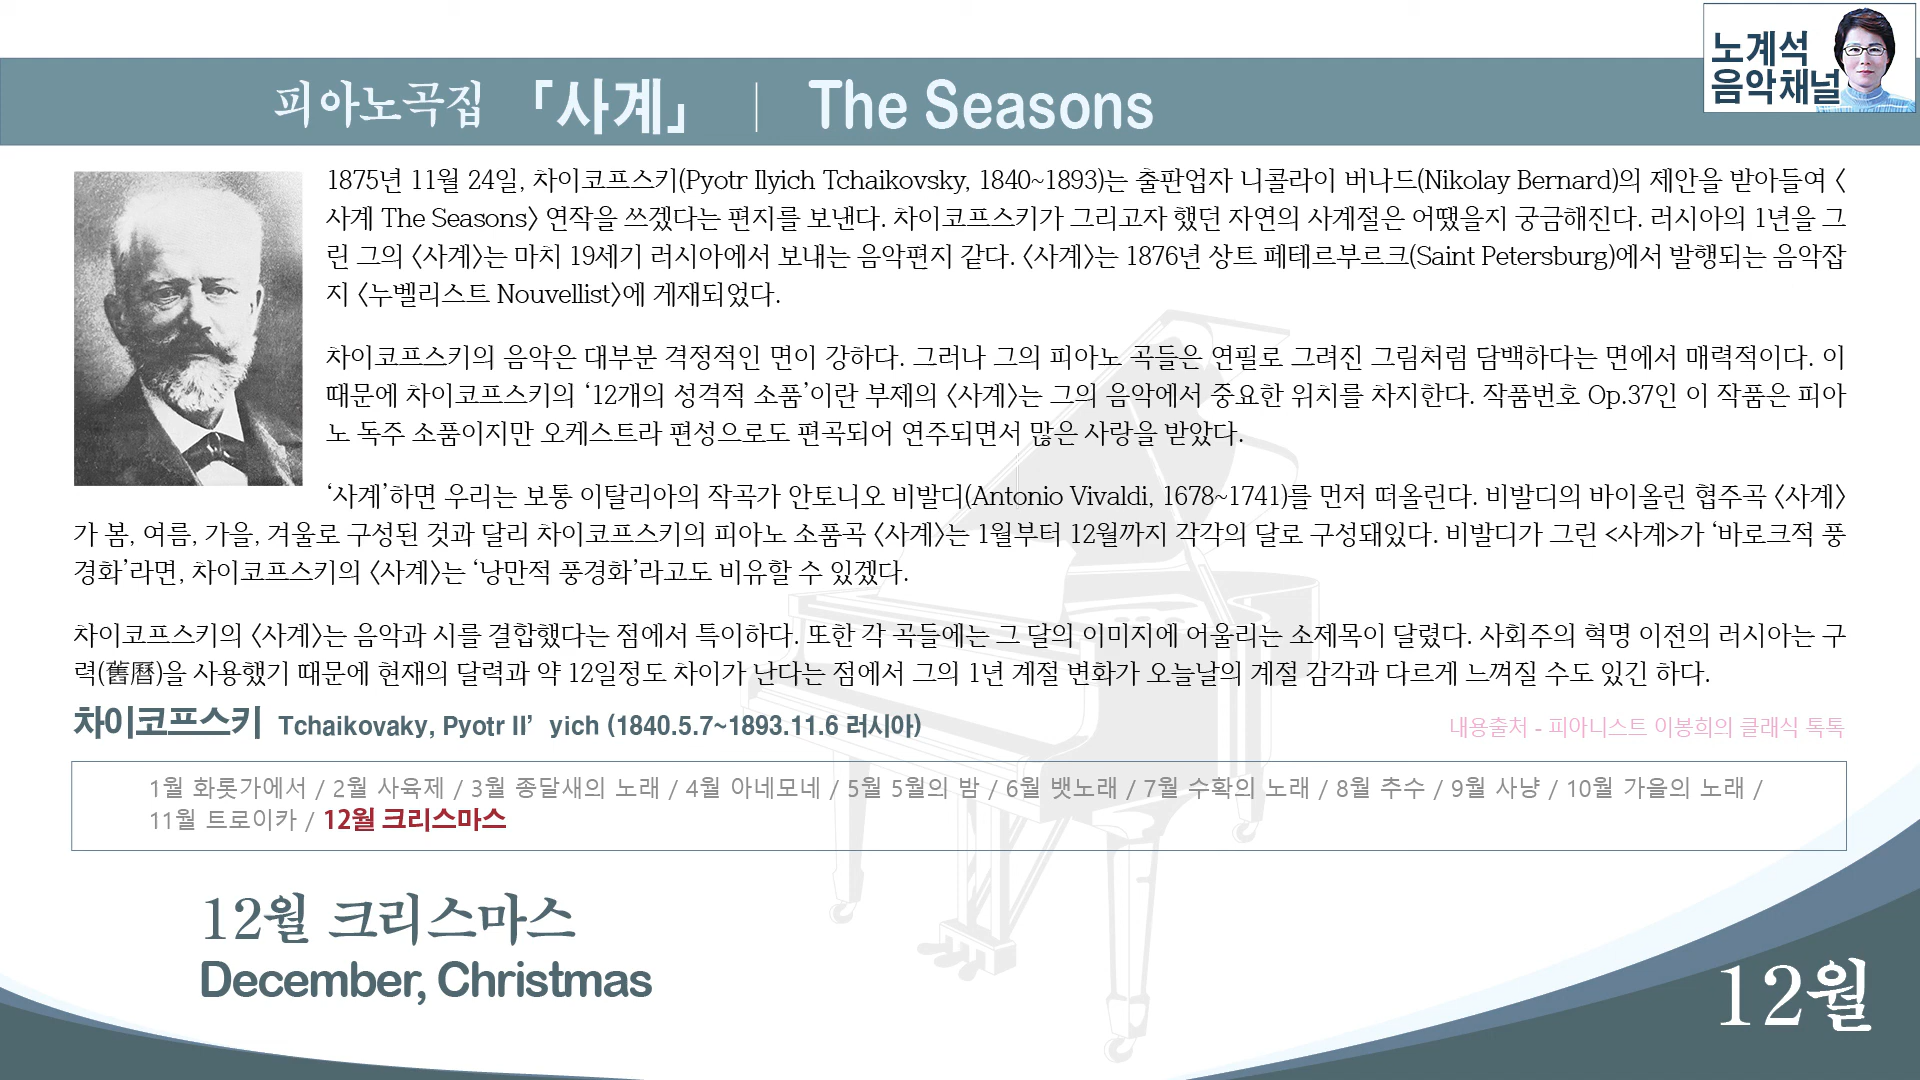 노계석
음악채널
피아노곡집 「사계」 | The Seasons
1875년 11월 24일, 차이코프스키(Pyotr Ilyich Tchaikovsky, 1840~1893)는 출판업자 니콜라이 버나드(Nikolay Bernard)의 제안을 받아들여 〈
사계 The Seasons〉 연작을 쓰겠다는 편지를 보낸다. 차이코프스키가 그리고자 했던 자연의 사계절은 어땠을지 궁금해진다. 러시아의 1년을 그
린 그의 〈사계〉는 마치 19세기 러시아에서 보내는 음악편지 같다. 〈사계〉는 1876년 상트 페테르부르크(Saint Petersburg)에서 발행되는 음악잡
지 〈누벨리스트 Nouvellist〉에 게재되었다.
차이코프스키의 음악은 대부분 격정적인 면이 강하다. 그러나 그의 피아노 곡들은 연필로 그려진 그림처럼 담백하다는 면에서 매력적이다. 이
때문에 차이코프스키의 ‘12개의 성격적 소품’이란 부제의 〈사계〉는 그의 음악에서 중요한 위치를 차지한다. 작품번호 Op.37인 이 작품은 피아
노 독주 소품이지만 오케스트라 편성으로도 편곡되어 연주되면서 많은 사랑을 받았다.
‘사계’하면 우리는 보통 이탈리아의 작곡가 안토니오 비발디(Antonio Vivaldi, 1678~1741)를 먼저 떠올린다. 비발디의 바이올린 협주곡 〈사계〉
가 봄, 여름, 가을, 겨울로 구성된 것과 달리 차이코프스키의 피아노 소품곡 〈사계〉는 1월부터 12월까지 각각의 달로 구성돼있다. 비발디가 그린 <사계>가 ‘바로크적 풍
경화’라면, 차이코프스키의 〈사계〉는 ‘낭만적 풍경화’라고도 비유할 수 있겠다.
차이코프스키의 〈사계〉는 음악과 시를 결합했다는 점에서 특이하다. 또한 각 곡들에는 그 달의 이미지에 어울리는 소제목이 달렸다. 사회주의 혁명 이전의 러시아는 구
력(舊曆)을 사용했기 때문에 현재의 달력과 약 12일정도 차이가 난다는 점에서 그의 1년 계절 변화가 오늘날의 계절 감각과 다르게 느껴질 수도 있긴 하다.
차이코프스키 Tchaikovaky, Pyotr Il’yich (1840.5.7~1893.11.6 러시아)
내용출처 - 피아니스트 이봉희의 클래식 톡톡
1월 화롯가에서 / 2월 사육제 / 3월 종달새의 노래 / 4월 아네모네 / 5월 5월의 밤 / 6월 뱃노래 / 7월 수확의 노래 / 8월 추수 / 9월 사냥 / 10월 가을의 노래 /
11월 트로이카 / 12월 크리스마스
12월 크리스마스
December, Christmas
12월